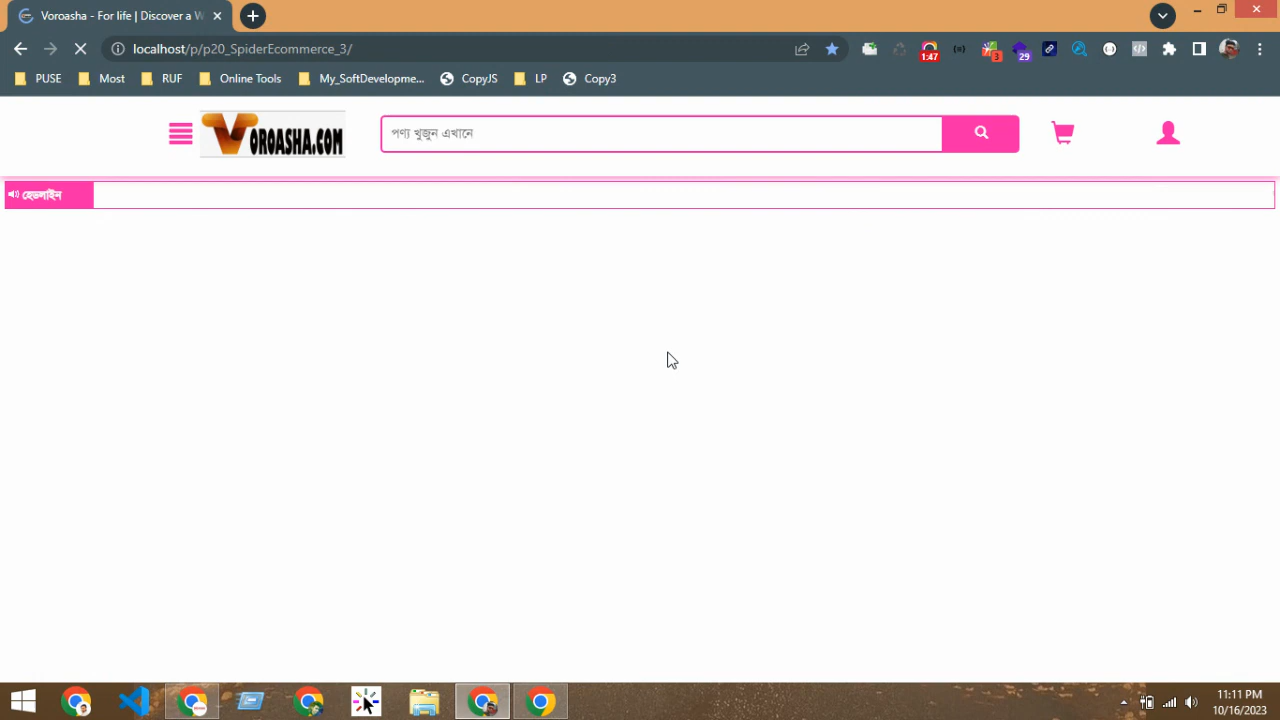 Voroasha - For life | Discover a W
localhost/p/p20_SpiderEcommerce_3/
3
1:47
29
PUSE
Most
RUF
Online Tools
My_SoftDevelopme...
CopyJS
LP
Copy3
VOROASHA.COM
পণ্য খুজুন এখানে
হেডলাইন
11:11 PM
10/16/2023